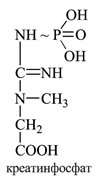 OH
NH ~ P=O
OH
C=NH
N—CH₃
CH₂
COOH
креатинфосфат